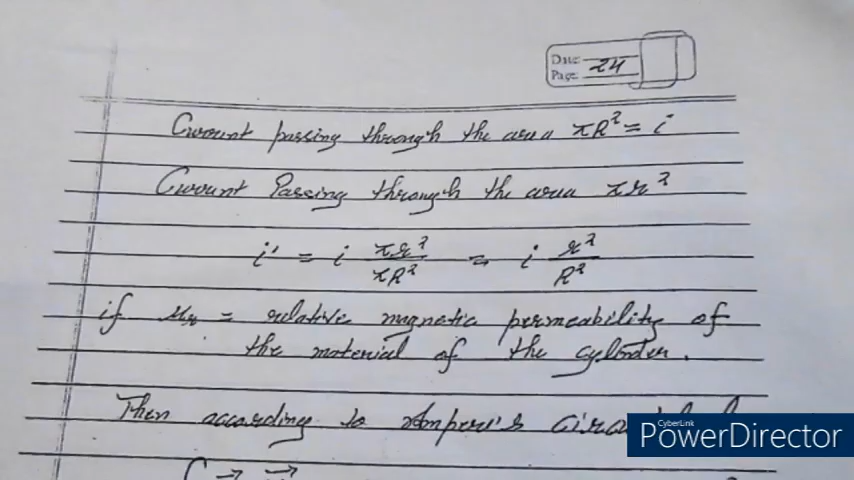 Date:
Page: 24
Current passing through the area πR² = i
Current Passing through the area πr²
i' = i πr²/πR² = i r²/R²
if μr = relative magnetic permeability of
the material of the cylinder.
Then according to Ampere's
CyberLink
PowerDirector